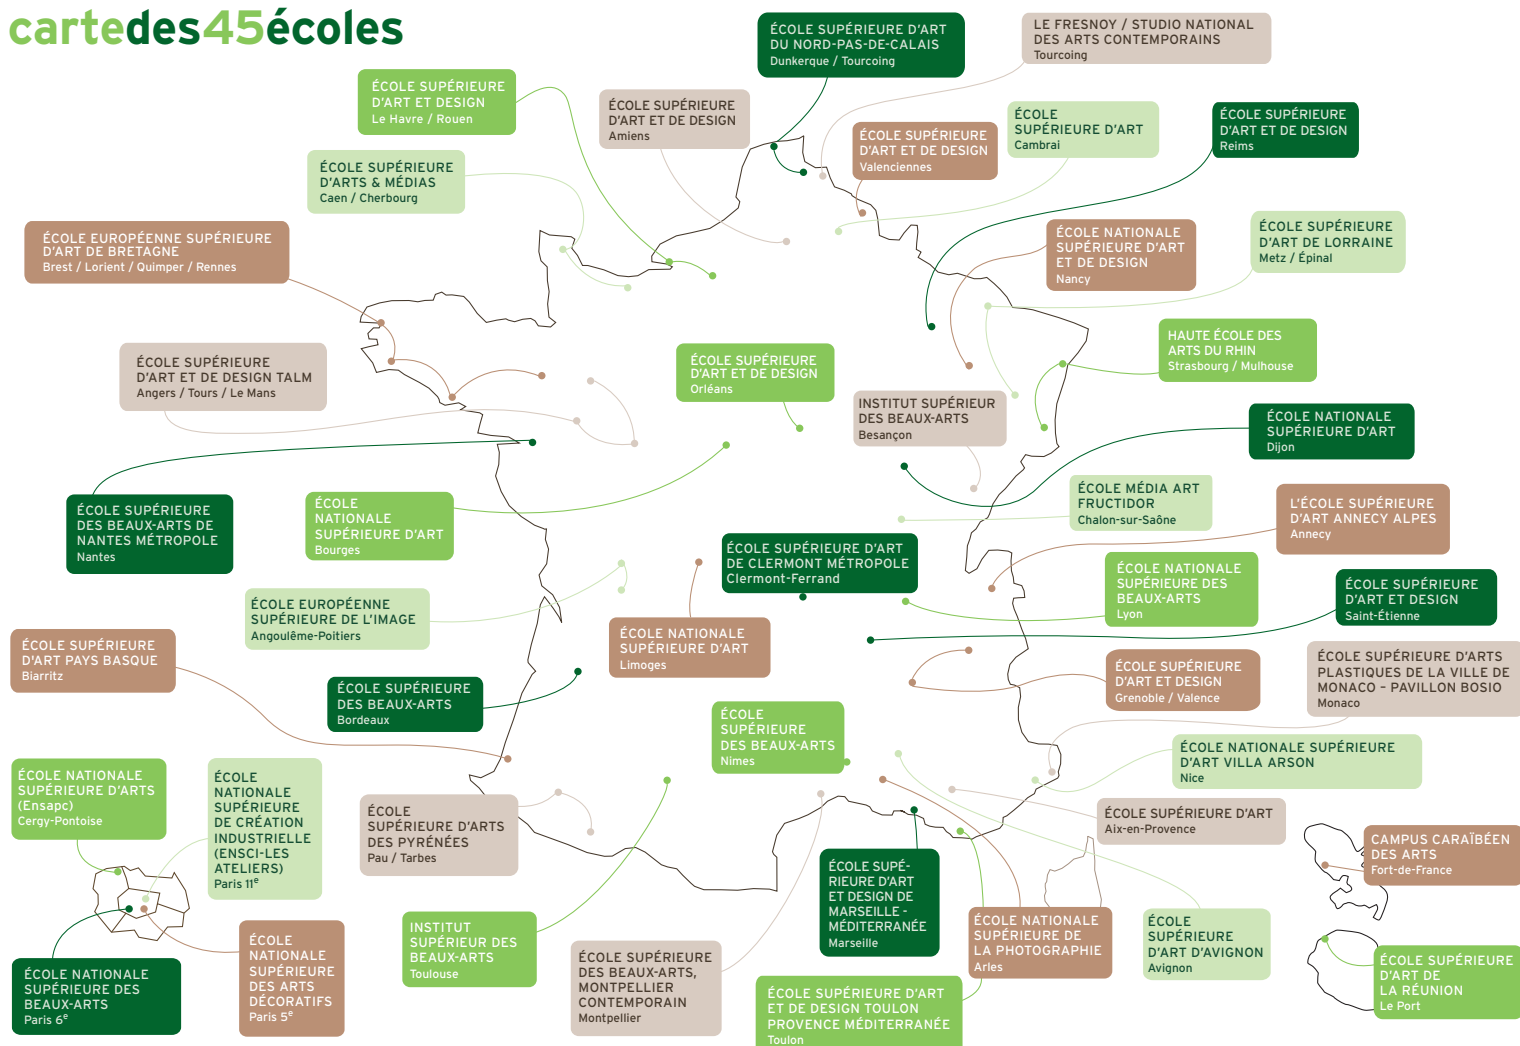 cartedes45écoles
ÉCOLE SUPÉRIEURE D'ART
DU NORD-PAS-DE-CALAIS
Dunkerque / Tourcoing
LE FRESNOY / STUDIO NATIONAL
DES ARTS CONTEMPORAINS
Tourcoing
ÉCOLE SUPÉRIEURE
D'ART ET DESIGN
Le Havre / Rouen
ÉCOLE SUPÉRIEURE
D'ART ET DE DESIGN
Amiens
ÉCOLE SUPÉRIEURE
D'ART ET DE DESIGN
Valenciennes
ÉCOLE
SUPÉRIEURE D'ART
Cambrai
ÉCOLE SUPÉRIEURE
D'ART ET DE DESIGN
Reims
ÉCOLE SUPÉRIEURE
D'ARTS & MÉDIAS
Caen / Cherbourg
ÉCOLE EUROPÉENNE SUPÉRIEURE
D'ART DE BRETAGNE
Brest / Lorient / Quimper / Rennes
ÉCOLE NATIONALE
SUPÉRIEURE D'ART
ET DE DESIGN
Nancy
ÉCOLE SUPÉRIEURE
D'ART DE LORRAINE
Metz / Épinal
ÉCOLE SUPÉRIEURE
D'ART ET DE DESIGN TALM
Angers / Tours / Le Mans
ÉCOLE SUPÉRIEURE
D'ART ET DE DESIGN
Orléans
HAUTE ÉCOLE DES
ARTS DU RHIN
Strasbourg / Mulhouse
INSTITUT SUPÉRIEUR
DES BEAUX-ARTS
Besançon
ÉCOLE NATIONALE
SUPÉRIEURE D'ART
Dijon
ÉCOLE SUPÉRIEURE
DES BEAUX-ARTS DE
NANTES MÉTROPOLE
Nantes
ÉCOLE
NATIONALE
SUPÉRIEURE D'ART
Bourges
ÉCOLE MÉDIA ART
FRUCTIDOR
Chalon-sur-Saône
L'ÉCOLE SUPÉRIEURE
D'ART ANNECY ALPES
Annecy
ÉCOLE SUPÉRIEURE D'ART
DE CLERMONT MÉTROPOLE
Clermont-Ferrand
ÉCOLE NATIONALE
SUPÉRIEURE DES
BEAUX-ARTS
Lyon
ÉCOLE SUPÉRIEURE
D'ART ET DESIGN
Saint-Étienne
ÉCOLE EUROPÉENNE
SUPÉRIEURE DE L'IMAGE
Angoulême-Poitiers
ÉCOLE SUPÉRIEURE
D'ART PAYS BASQUE
Biarritz
ÉCOLE NATIONALE
SUPÉRIEURE D'ART
Limoges
ÉCOLE SUPÉRIEURE
D'ART ET DESIGN
Grenoble / Valence
ÉCOLE SUPÉRIEURE D'ARTS
PLASTIQUES DE LA VILLE DE
MONACO – PAVILLON BOSIO
Monaco
ÉCOLE SUPÉRIEURE
DES BEAUX-ARTS
Bordeaux
ÉCOLE
SUPÉRIEURE
DES BEAUX-ARTS
Nimes
ÉCOLE NATIONALE SUPÉRIEURE
D'ART VILLA ARSON
Nice
ÉCOLE NATIONALE
SUPÉRIEURE D'ARTS
(Ensapc)
Cergy-Pontoise
ÉCOLE
NATIONALE
SUPÉRIEURE
DE CRÉATION
INDUSTRIELLE
(ENSCI-LES
ATELIERS)
Paris 11e
ÉCOLE
SUPÉRIEURE D'ARTS
DES PYRÉNÉES
Pau / Tarbes
ÉCOLE SUPÉRIEURE D'ART
Aix-en-Provence
CAMPUS CARAÏBÉEN
DES ARTS
Fort-de-France
ÉCOLE SUPÉ-
RIEURE D'ART
ET DESIGN DE
MARSEILLE -
MÉDITERRANÉE
Marseille
ÉCOLE NATIONALE
SUPÉRIEURE DE
LA PHOTOGRAPHIE
Arles
ÉCOLE
SUPÉRIEURE
D'ART D'AVIGNON
Avignon
INSTITUT
SUPÉRIEUR DES
BEAUX-ARTS
Toulouse
ÉCOLE SUPÉRIEURE
DES BEAUX-ARTS,
MONTPELLIER
CONTEMPORAIN
Montpellier
ÉCOLE NATIONALE
SUPÉRIEURE DES
BEAUX-ARTS
Paris 6e
ÉCOLE
NATIONALE
SUPÉRIEURE
DES ARTS
DÉCORATIFS
Paris 5e
ÉCOLE SUPÉRIEURE D'ART
ET DE DESIGN TOULON
PROVENCE MÉDITERRANÉE
Toulon
ÉCOLE SUPÉRIEURE
D'ART DE
LA RÉUNION
Le Port